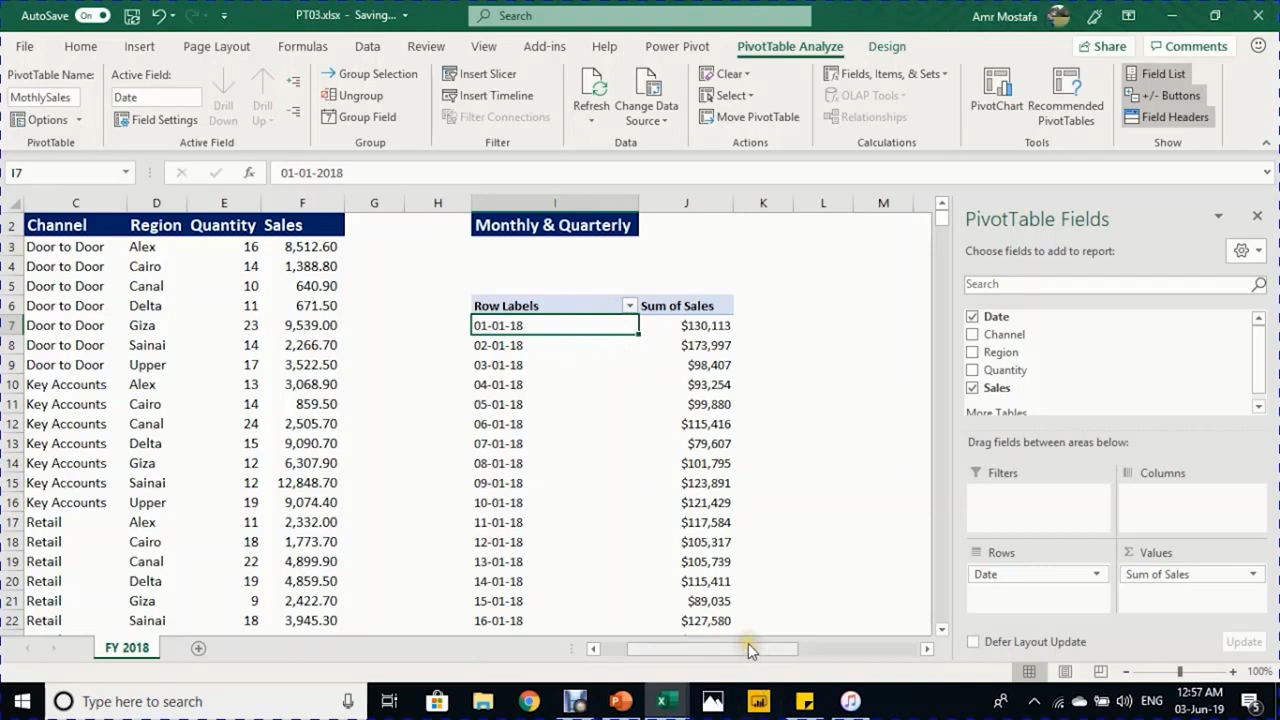 AutoSave On PT03.xlsx - Saving... Search Amr Mostafa
File Home Insert Page Layout Formulas Data Review View Add-ins Help Power Pivot PivotTable Analyze Design Share Comments
PivotTable Name: Active Field: Group Selection Insert Slicer Clear Fields, Items, & Sets Field List
MothlySales Date Ungroup Insert Timeline Select OLAP Tools +/- Buttons
Options Field Settings Drill Down Drill Up Group Field Filter Connections Refresh Change Data Source Move PivotTable Relationships PivotChart Recommended PivotTables Field Headers
PivotTable Active Field Group Filter Data Actions Calculations Tools Show
I7 fx 01-01-2018
C D E F G H I J K L M
2 Channel Region Quantity Sales Monthly & Quarterly
3 Door to Door Alex 16 8,512.60
4 Door to Door Cairo 14 1,388.80
5 Door to Door Canal 10 640.90
6 Door to Door Delta 11 671.50 Row Labels Sum of Sales
7 Door to Door Giza 23 9,539.00 01-01-18 $130,113
8 Door to Door Sainai 14 2,266.70 02-01-18 $173,997
9 Door to Door Upper 17 3,522.50 03-01-18 $98,407
10 Key Accounts Alex 13 3,068.90 04-01-18 $93,254
11 Key Accounts Cairo 14 859.50 05-01-18 $99,880
12 Key Accounts Canal 24 2,505.70 06-01-18 $115,416
13 Key Accounts Delta 15 9,090.70 07-01-18 $79,607
14 Key Accounts Giza 12 6,307.90 08-01-18 $101,795
15 Key Accounts Sainai 12 12,848.70 09-01-18 $123,891
16 Key Accounts Upper 19 9,074.40 10-01-18 $121,429
17 Retail Alex 11 2,332.00 11-01-18 $117,584
18 Retail Cairo 18 1,773.70 12-01-18 $105,317
19 Retail Canal 22 4,899.90 13-01-18 $105,739
20 Retail Delta 19 4,859.50 14-01-18 $115,411
21 Retail Giza 9 2,422.70 15-01-18 $89,035
22 Retail Sainai 18 3,945.30 16-01-18 $127,580
PivotTable Fields
Choose fields to add to report:
Search
Date
Channel
Region
Quantity
Sales
More Tables
Drag fields between areas below:
Filters Columns
Rows Values
Date Sum of Sales
Defer Layout Update Update
FY 2018
100%
Type here to search ENG 12:57 AM
03-Jun-19 5